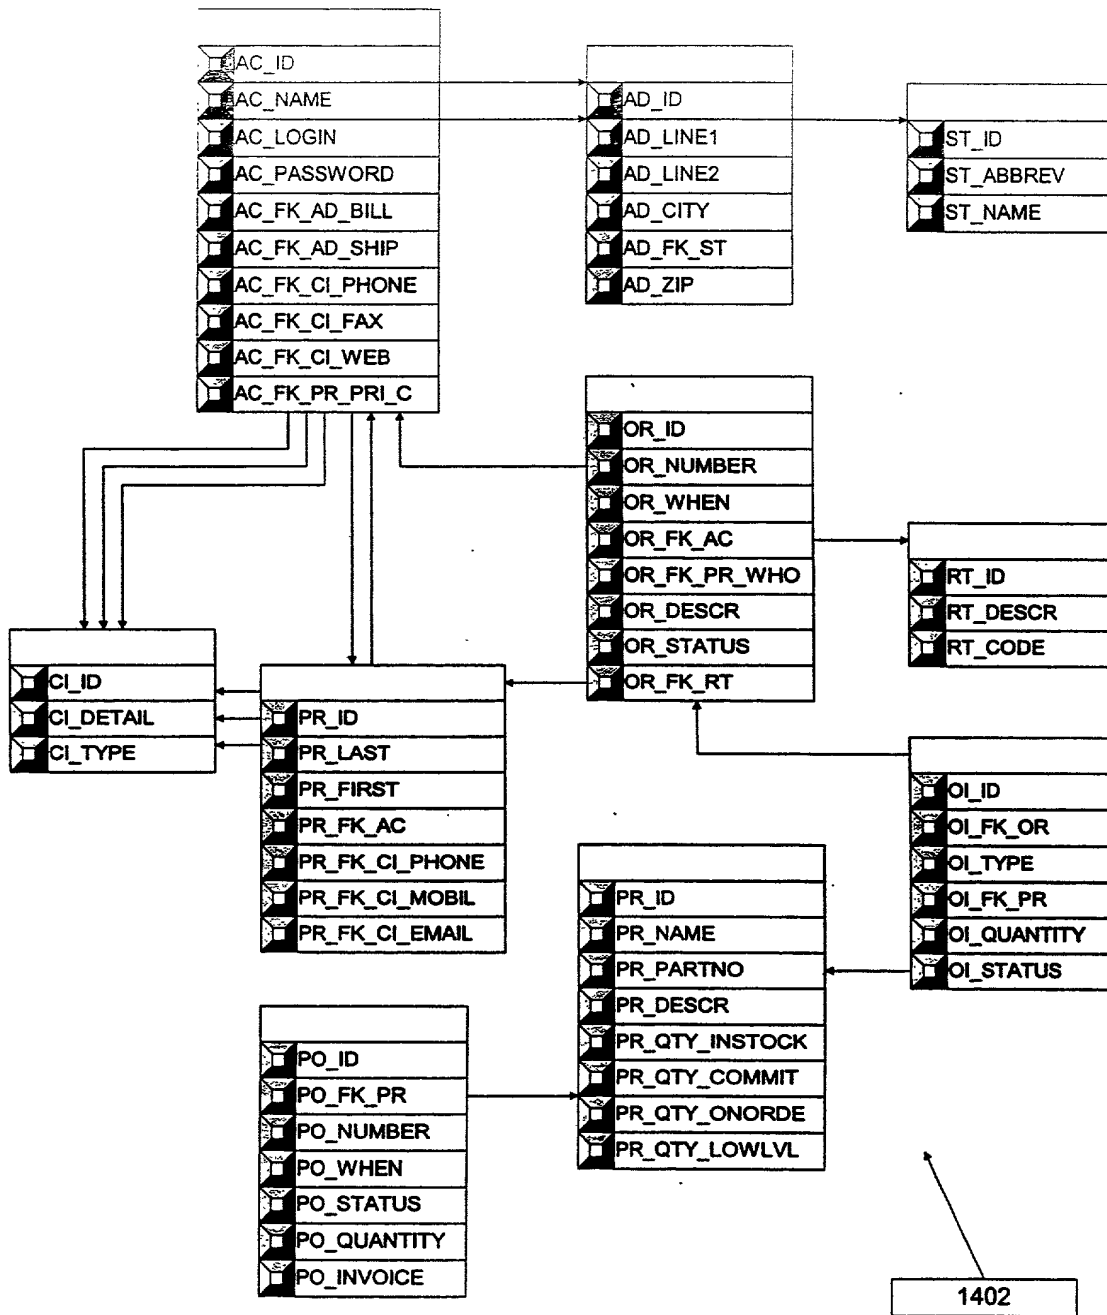 AC_ID
AC_NAME
AC_LOGIN
AC_PASSWORD
AC_FK_AD_BILL
AC_FK_AD_SHIP
AC_FK_CI_PHONE
AC_FK_CI_FAX
AC_FK_CI_WEB
AC_FK_PR_PRI_C
AD_ID
AD_LINE1
AD_LINE2
AD_CITY
AD_FK_ST
AD_ZIP
ST_ID
ST_ABBREV
ST_NAME
OR_ID
OR_NUMBER
OR_WHEN
OR_FK_AC
OR_FK_PR_WHO
OR_DESCR
OR_STATUS
OR_FK_RT
RT_ID
RT_DESCR
RT_CODE
CI_ID
CI_DETAIL
CI_TYPE
PR_ID
PR_LAST
PR_FIRST
PR_FK_AC
PR_FK_CI_PHONE
PR_FK_CI_MOBIL
PR_FK_CI_EMAIL
OI_ID
OI_FK_OR
OI_TYPE
OI_FK_PR
OI_QUANTITY
OI_STATUS
PR_ID
PR_NAME
PR_PARTNO
PR_DESCR
PR_QTY_INSTOCK
PR_QTY_COMMIT
PR_QTY_ONORDE
PR_QTY_LOWLVL
PO_ID
PO_FK_PR
PO_NUMBER
PO_WHEN
PO_STATUS
PO_QUANTITY
PO_INVOICE
1402